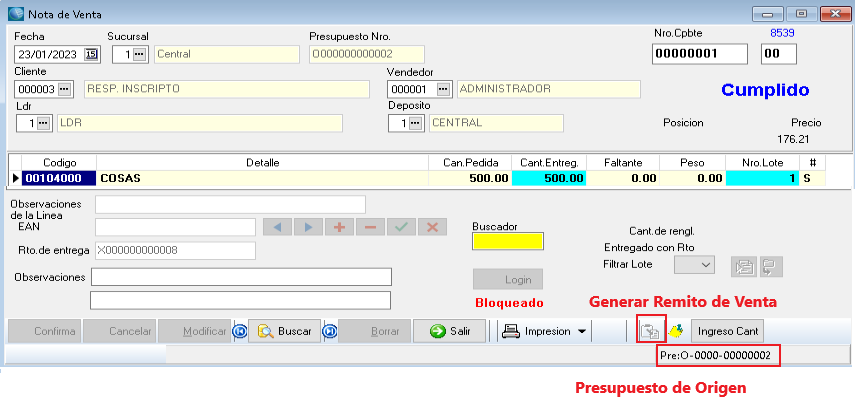 Nota de Venta
Fecha Sucursal Presupuesto Nro. Nro.Cpbte 8539
23/01/2023 15 1 Central O000000000002 00000001 00
Cliente Vendedor
000003 RESP. INSCRIPTO 000001 ADMINISTRADOR Cumplido
Ldr Deposito
1 LDR 1 CENTRAL Posicion Precio
176.21
Codigo Detalle Can.Pedida Cant.Entreg. Faltante Peso Nro.Lote #
00104000 COSAS 500.00 500.00 0.00 0.00 1 S
Observaciones
de la Linea
EAN Buscador Cant.de rengl.
Rto.de entrega X000000000008 Entregado con Rto
Filtrar Lote
Observaciones Login
Bloqueado Generar Remito de Venta
Confirma Cancelar Modificar Buscar Borrar Salir Impresion Ingreso Cant
Pre:O-0000-00000002
Presupuesto de Origen